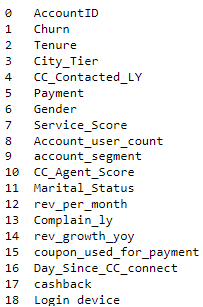 0 AccountID
1 Churn
2 Tenure
3 City_Tier
4 CC_Contacted_LY
5 Payment
6 Gender
7 Service_Score
8 Account_user_count
9 account_segment
10 CC_Agent_Score
11 Marital_Status
12 rev_per_month
13 Complain_ly
14 rev_growth_yoy
15 coupon_used_for_payment
16 Day_Since_CC_connect
17 cashback
18 Login_device